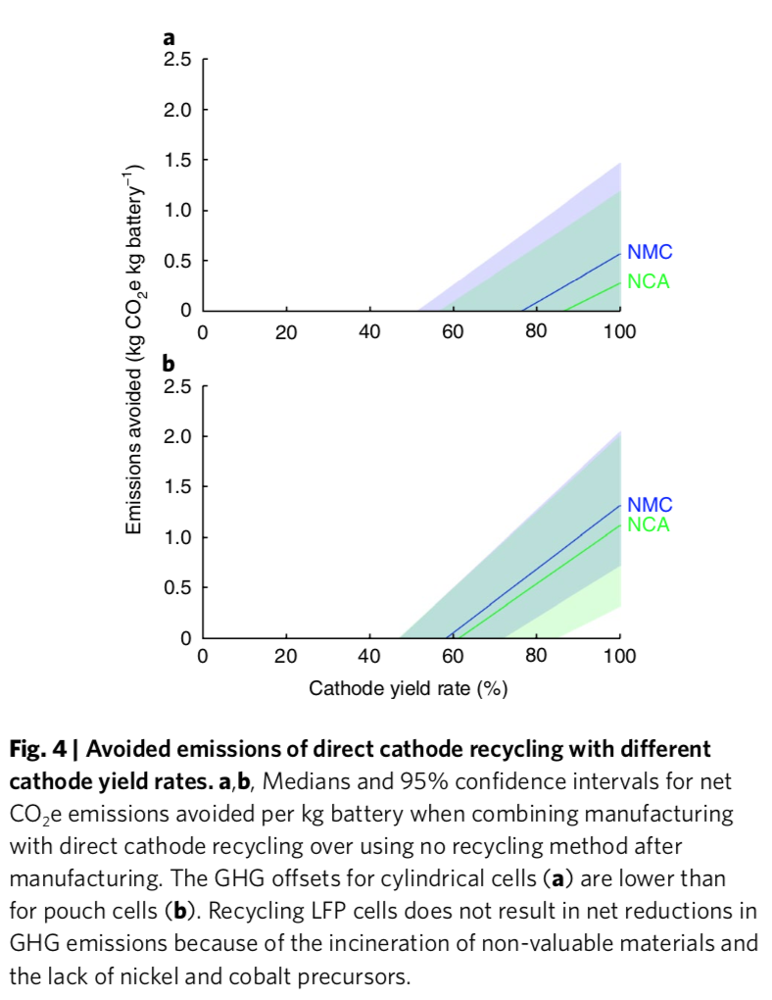 a
2.5
2.0
1.5
1.0
0.5
0
0 20 40 60 80 100
NMC
NCA
Emissions avoided (kg CO₂e kg battery⁻¹)
b
2.5
2.0
1.5
1.0
0.5
0
0 20 40 60 80 100
NMC
NCA
Cathode yield rate (%)
Fig. 4 | Avoided emissions of direct cathode recycling with different
cathode yield rates. a,b, Medians and 95% confidence intervals for net
CO₂e emissions avoided per kg battery when combining manufacturing
with direct cathode recycling over using no recycling method after
manufacturing. The GHG offsets for cylindrical cells (a) are lower than
for pouch cells (b). Recycling LFP cells does not result in net reductions in
GHG emissions because of the incineration of non-valuable materials and
the lack of nickel and cobalt precursors.